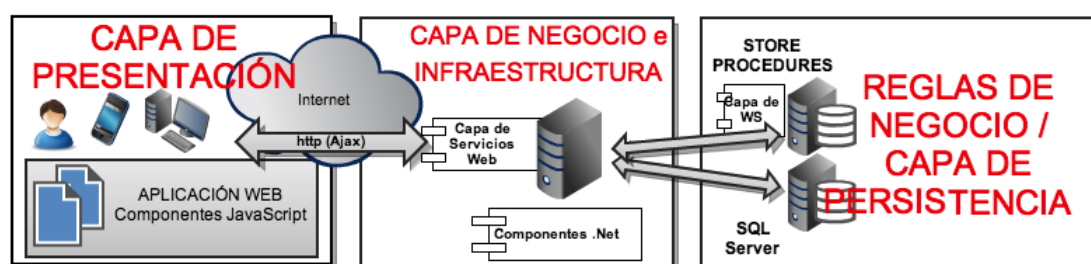 CAPA DE
PRESENTACIÓN
Internet
http (Ajax)
APLICACIÓN WEB
Componentes JavaScript
CAPA DE NEGOCIO e
INFRAESTRUCTURA
Capa de
Servicios
Web
Componentes .Net
STORE
PROCEDURES
Capa de
WS
SQL
Server
REGLAS DE
NEGOCIO /
CAPA DE
PERSISTENCIA